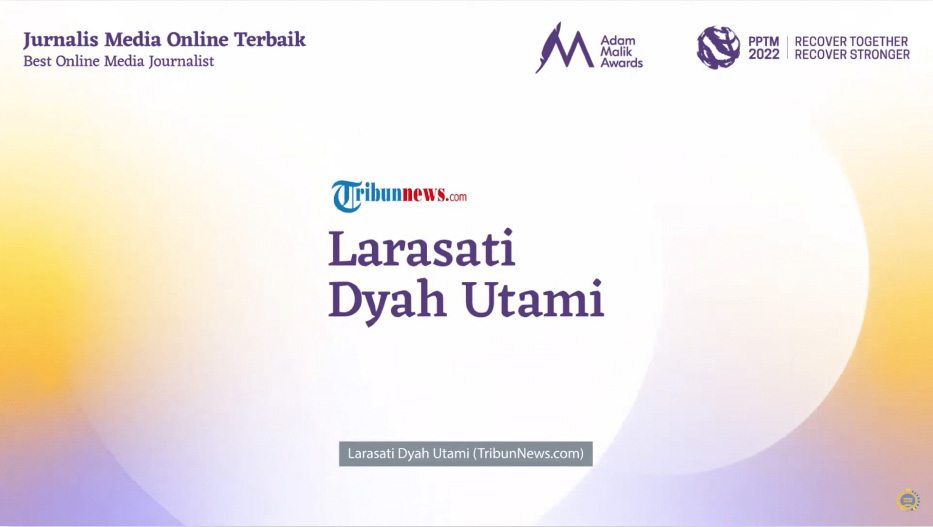 Jurnalis Media Online Terbaik
Best Online Media Journalist
Adam
Malik
Awards
PPTM
2022
RECOVER TOGETHER
RECOVER STRONGER
Tribunnews.com
Larasati
Dyah Utami
Larasati Dyah Utami (TribunNews.com)